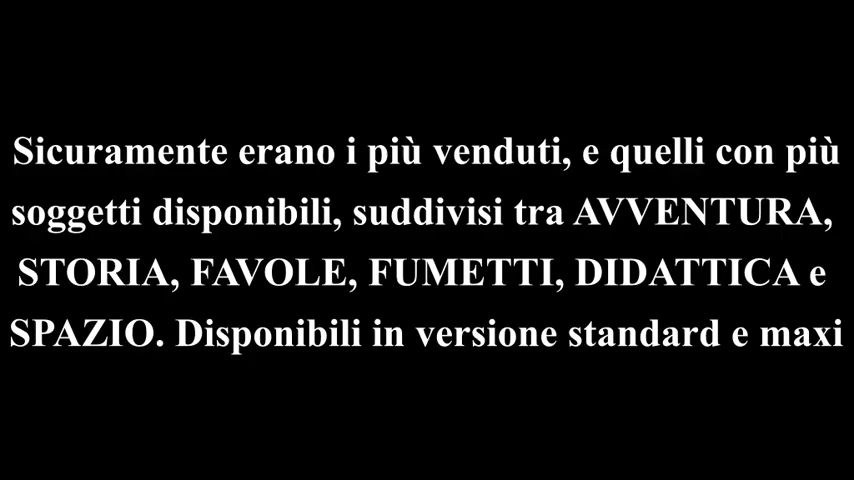 Sicuramente erano i più venduti, e quelli con più
soggetti disponibili, suddivisi tra AVVENTURA,
STORIA, FAVOLE, FUMETTI, DIDATTICA e
SPAZIO. Disponibili in versione standard e maxi